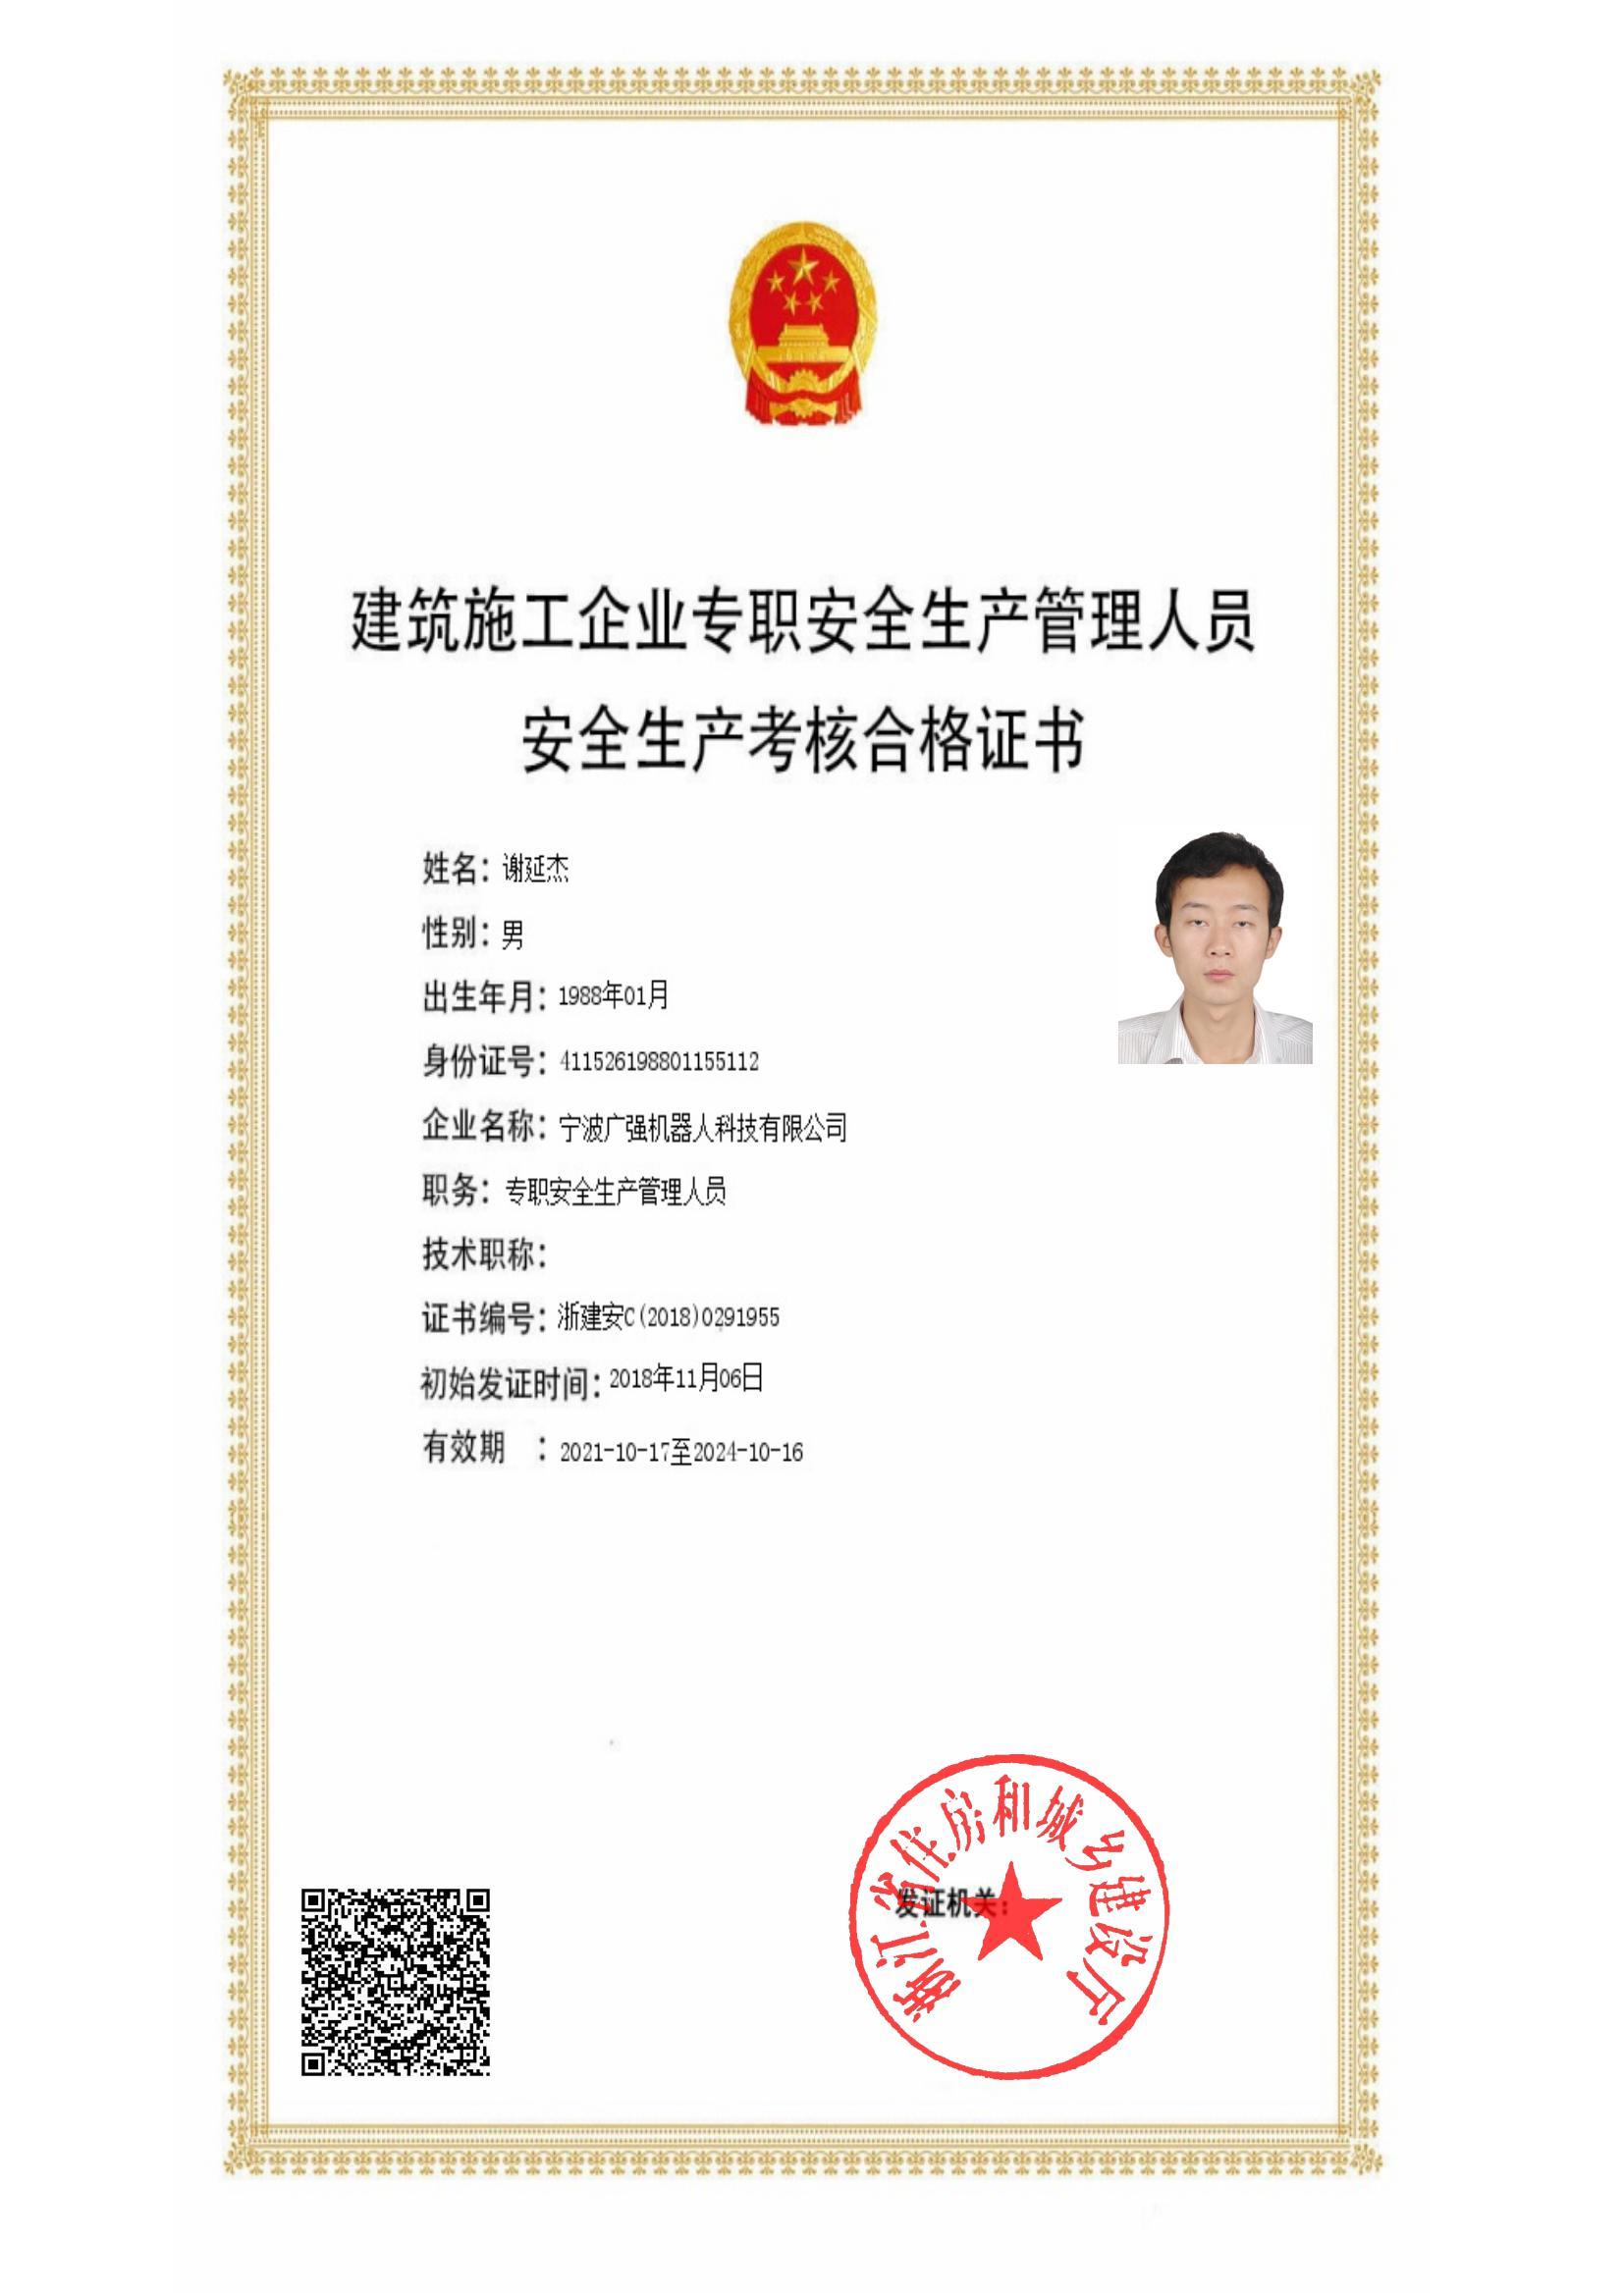 建筑施工企业专职安全生产管理人员
安全生产考核合格证书
姓名：谢延杰
性别：男
出生年月：1988年01月
身份证号：411526198801155112
企业名称：宁波广强机器人科技有限公司
职务：专职安全生产管理人员
技术职称：
证书编号：浙建安C(2018)0291955
初始发证时间：2018年11月06日
有效期 ：2021-10-17至2024-10-16
浙江省住房和城乡建设厅
发证机关：